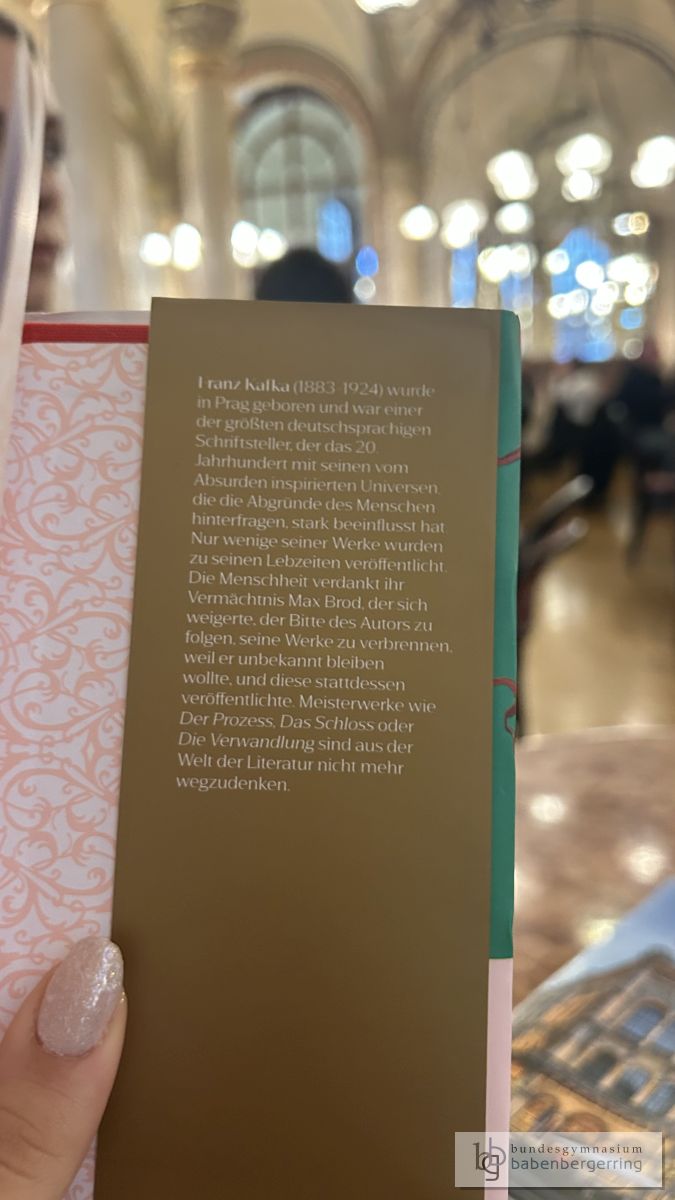 Franz Kafka (1883-1924) wurde
in Prag geboren und war einer
der größten deutschsprachigen
Schriftsteller, der das 20.
Jahrhundert mit seinen vom
Absurden inspirierten Universen,
die die Abgründe des Menschen
hinterfragen, stark beeinflusst hat.
Nur wenige seiner Werke wurden
zu seinen Lebzeiten veröffentlicht.
Die Menschheit verdankt ihr
Vermächtnis Max Brod, der sich
weigerte, der Bitte des Autors zu
folgen, seine Werke zu verbrennen,
weil er unbekannt bleiben
wollte, und diese stattdessen
veröffentlichte. Meisterwerke wie
Der Prozess, Das Schloss oder
Die Verwandlung sind aus der
Welt der Literatur nicht mehr
wegzudenken.
bg bundesgymnasium
babenbergerring